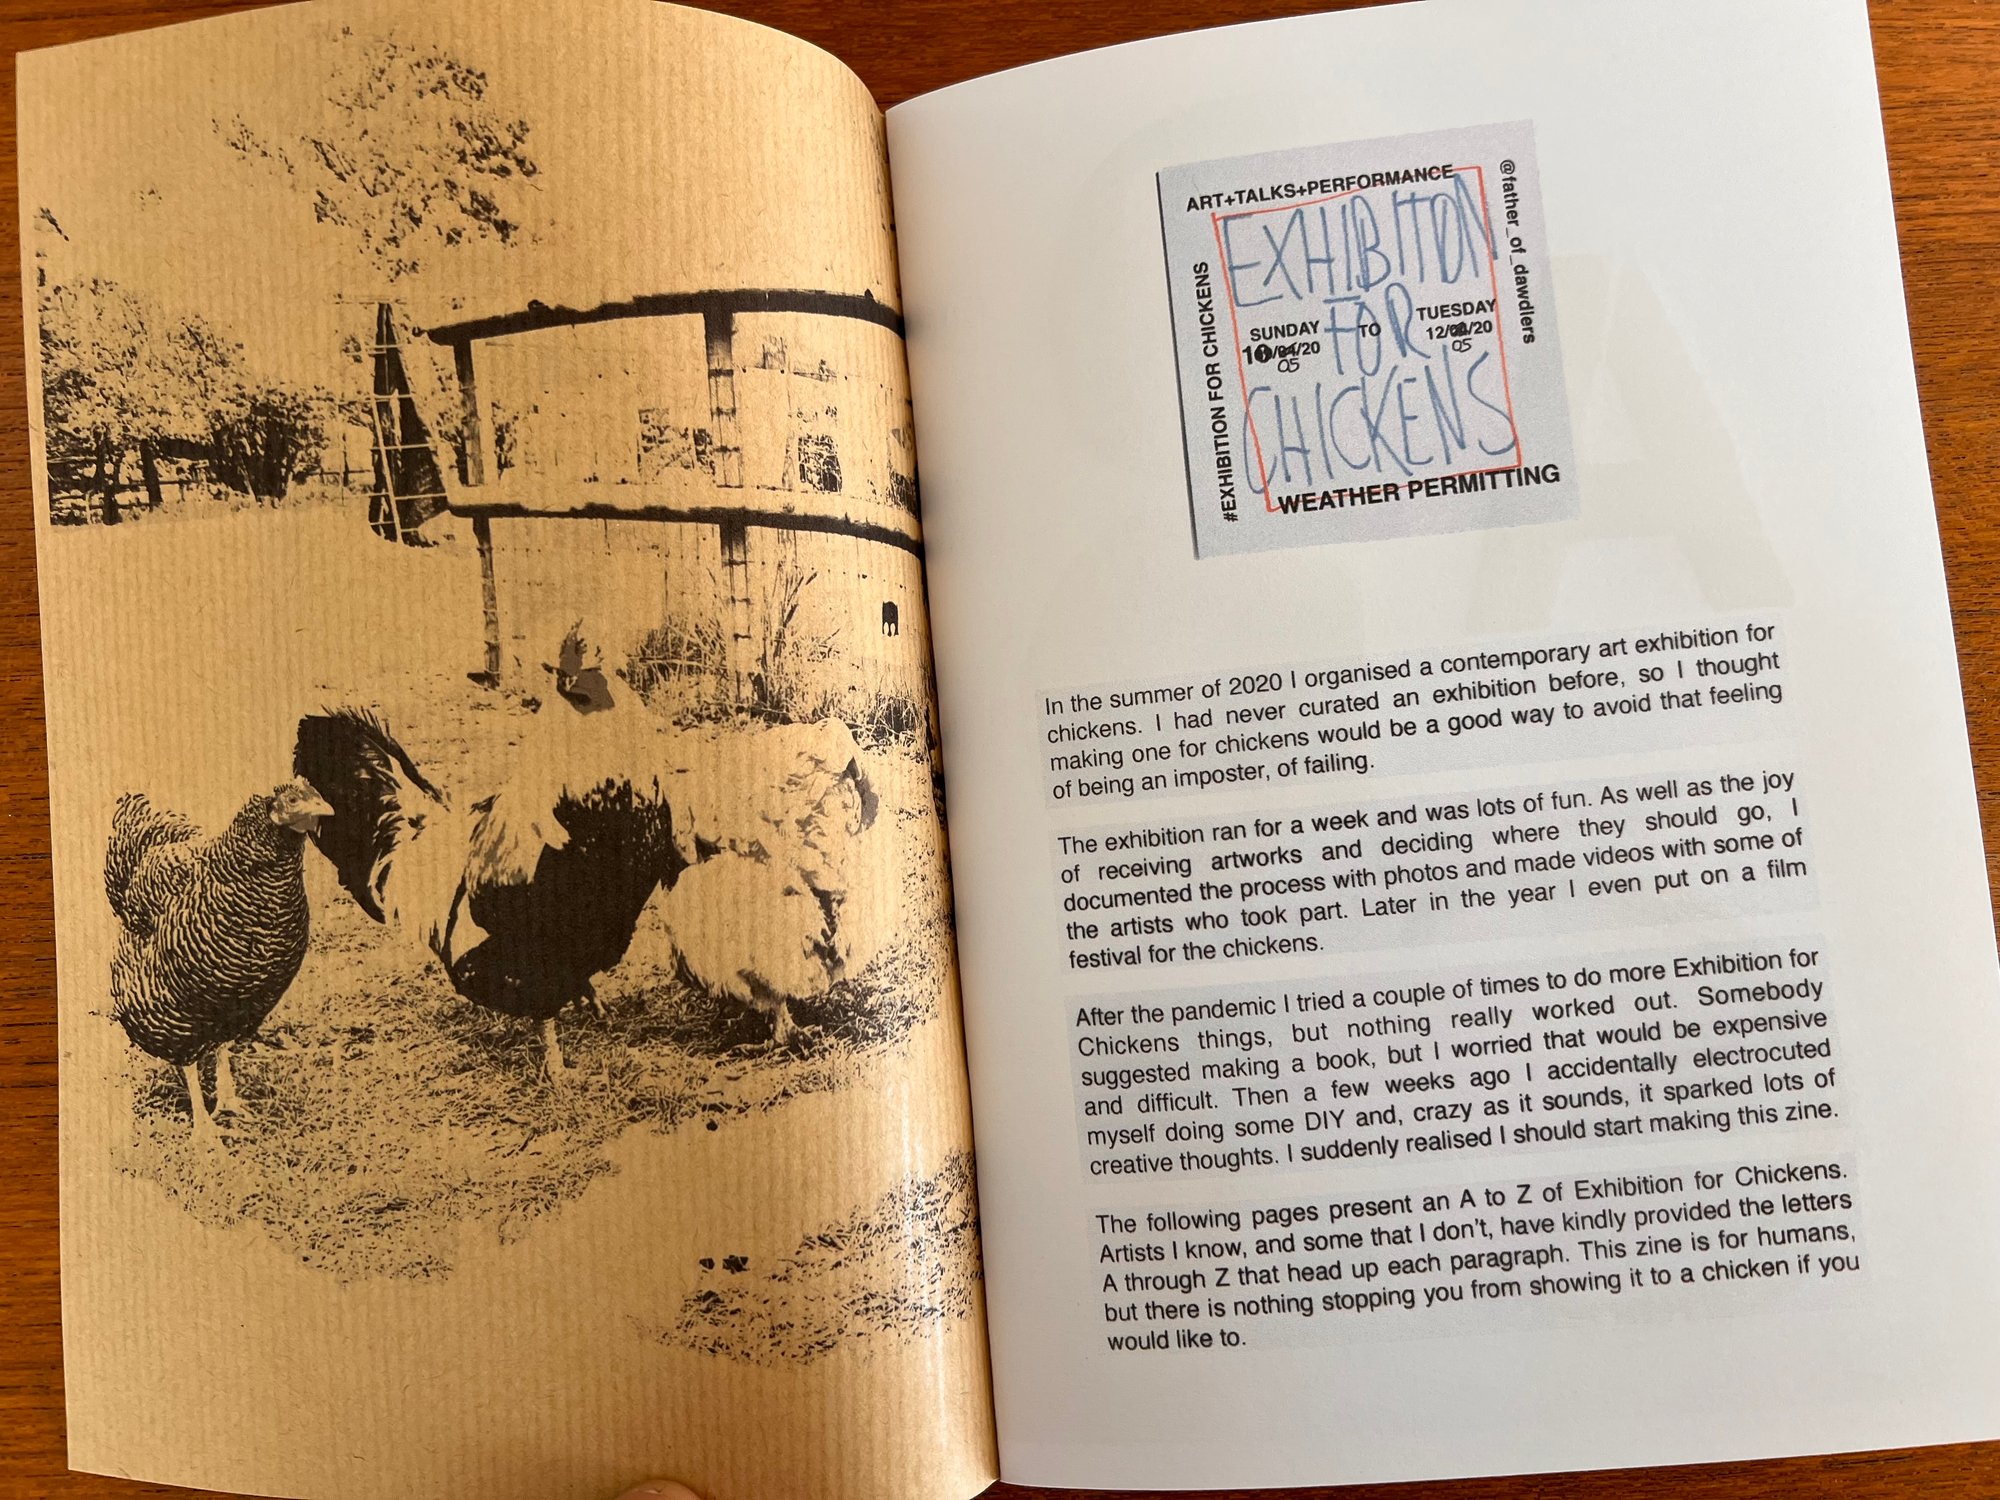 ART+TALKS+PERFORMANCE
@father_of_dawdlers
#EXHIBITION FOR CHICKENS
EXHIBITON
FOR
CHICKENS
SUNDAY TO TUESDAY
/20 12/ /20
05 05
WEATHER PERMITTING
In the summer of 2020 I organised a contemporary art exhibition for
chickens. I had never curated an exhibition before, so I thought
making one for chickens would be a good way to avoid that feeling
of being an imposter, of failing.
The exhibition ran for a week and was lots of fun. As well as the joy
of receiving artworks and deciding where they should go, I
documented the process with photos and made videos with some of
the artists who took part. Later in the year I even put on a film
festival for the chickens.
After the pandemic I tried a couple of times to do more Exhibition for
Chickens things, but nothing really worked out. Somebody
suggested making a book, but I worried that would be expensive
and difficult. Then a few weeks ago I accidentally electrocuted
myself doing some DIY and, crazy as it sounds, it sparked lots of
creative thoughts. I suddenly realised I should start making this zine.
The following pages present an A to Z of Exhibition for Chickens.
Artists I know, and some that I don't, have kindly provided the letters
A through Z that head up each paragraph. This zine is for humans,
but there is nothing stopping you from showing it to a chicken if you
would like to.